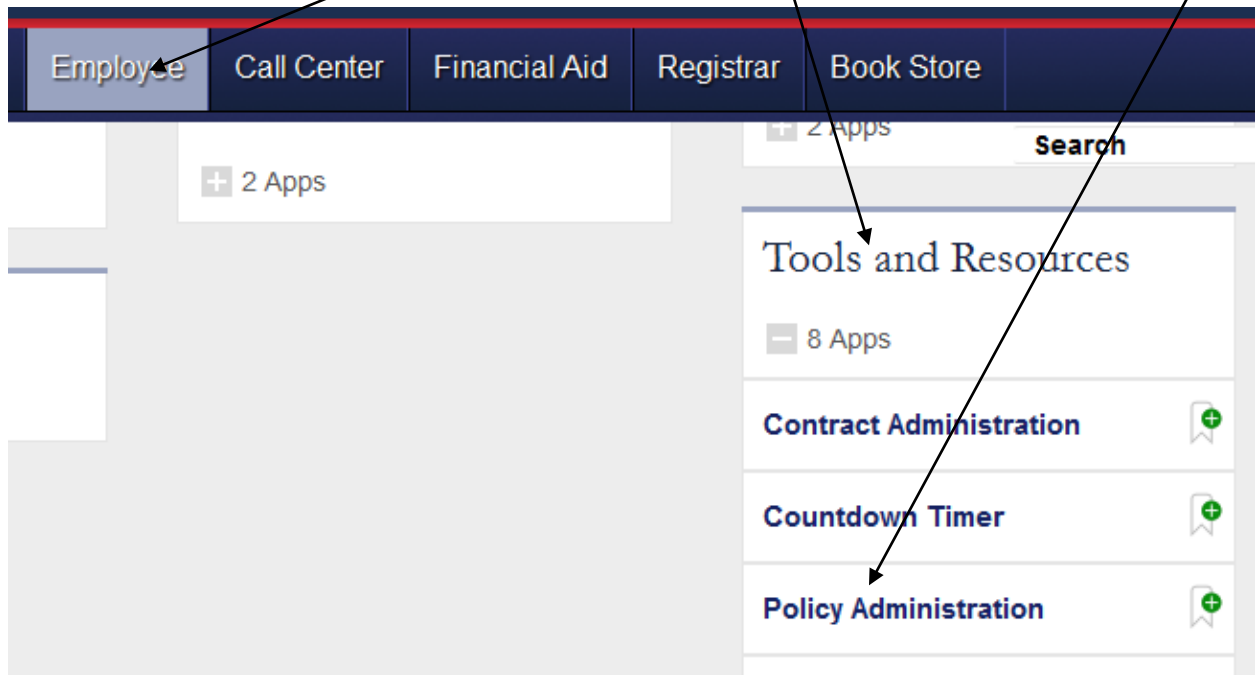 Employee Call Center Financial Aid Registrar Book Store
2 Apps
Search
2 Apps
Tools and Resources
8 Apps
Contract Administration
Countdown Timer
Policy Administration